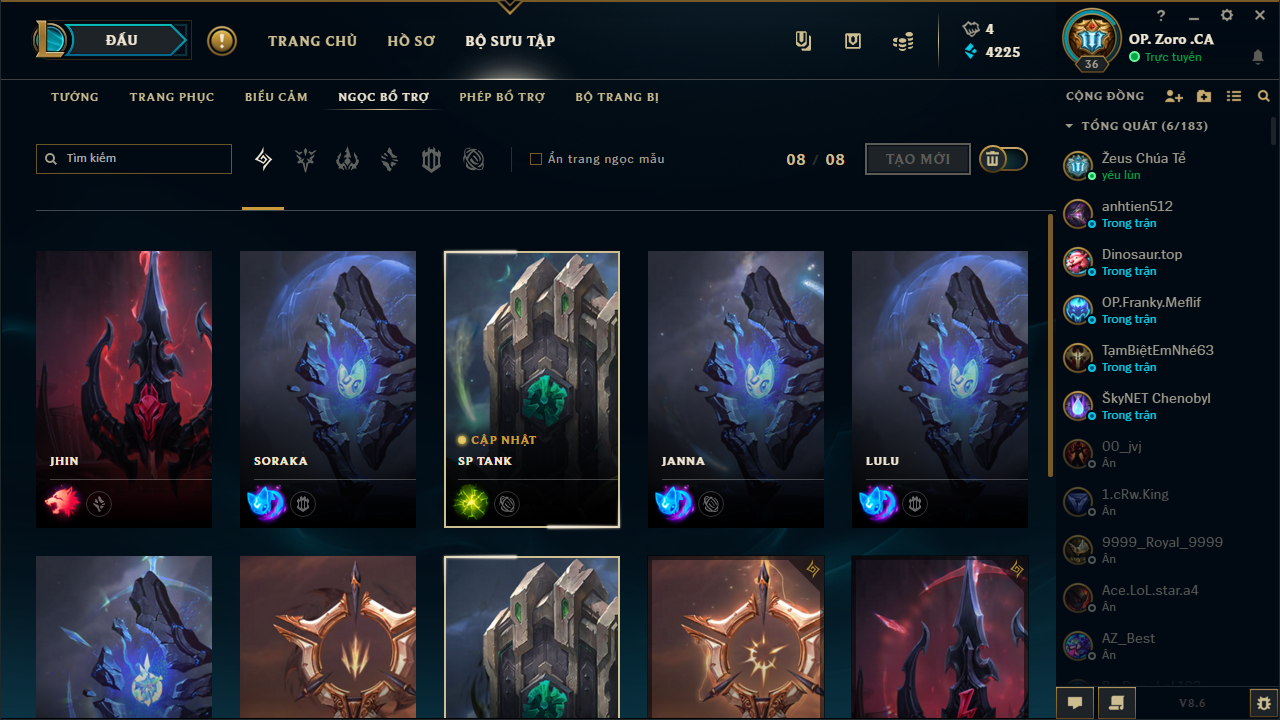 ĐẤU
!
TRANG CHỦ
HỒ SƠ
BỘ SƯU TẬP
4
4225
?
36
OP. Zoro .CA
Trực tuyến
TƯỚNG
TRANG PHỤC
BIỂU CẢM
NGỌC BỔ TRỢ
PHÉP BỔ TRỢ
BỘ TRANG BỊ
CỘNG ĐỒNG
TỔNG QUÁT (6/183)
Tìm kiếm
Ẩn trang ngọc mẫu
08 / 08
TẠO MỚI
Žeus Chúa Tể
yêu lùn
anhtien512
Trong trận
Dinosaur.top
Trong trận
OP.Franky.Meflif
Trong trận
TạmBiệtEmNhé63
Trong trận
ŠkyNET Chenobyl
Trong trận
00_jvj
Ẩn
1.cRw.King
Ẩn
9999_Royal_9999
Ẩn
Ace.LoL.star.a4
Ẩn
AZ_Best
Ẩn
JHIN
SORAKA
CẬP NHẬT
SP TANK
JANNA
LULU
V8.6